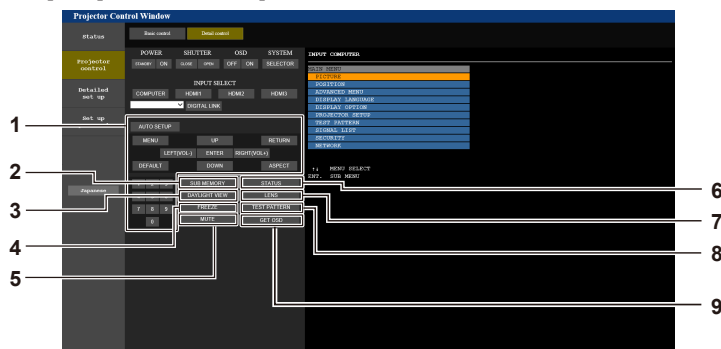 Projector Control Window
Status
Projector
control
Detailed
set up
Set up
Japanese
Basic control
Detail control
POWER SHUTTER OSD SYSTEM
STANDBY ON CLOSE OPEN OFF ON SELECTOR
INPUT SELECT
COMPUTER HDMI1 HDMI2 HDMI3
DIGITAL LINK
AUTO SETUP
MENU UP RETURN
LEFT(VOL-) ENTER RIGHT(VOL+)
DEFAULT DOWN ASPECT
SUB MEMORY STATUS
DAYLIGHT VIEW LENS
FREEZE TEST PATTERN
MUTE GET OSD
7 8 9
0
INPUT COMPUTER
MAIN MENU
PICTURE
POSITION
ADVANCED MENU
DISPLAY LANGUAGE
DISPLAY OPTION
PROJECTOR SETUP
TEST PATTERN
SIGNAL LIST
SECURITY
NETWORK
↑↓ MENU SELECT
ENT. SUB MENU
1
2
3
4
5
6
7
8
9